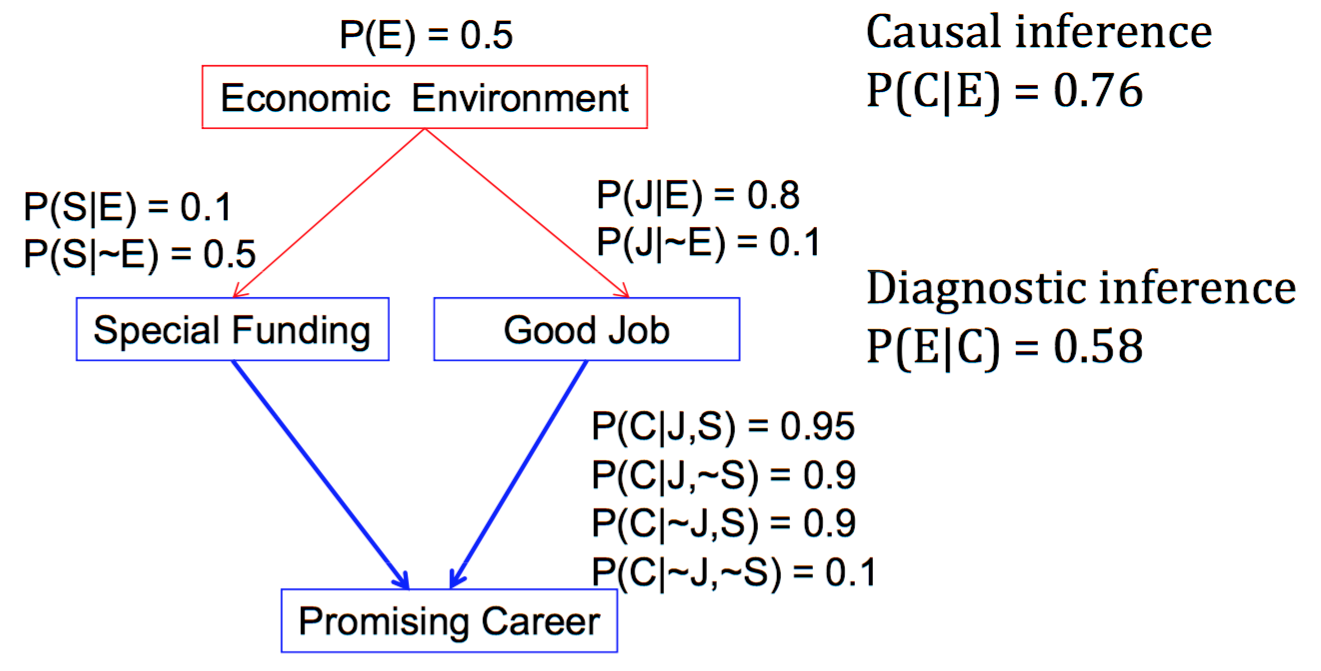 P(E) = 0.5
Economic Environment
P(S|E) = 0.1
P(S|~E) = 0.5
P(J|E) = 0.8
P(J|~E) = 0.1
Special Funding
Good Job
P(C|J,S) = 0.95
P(C|J,~S) = 0.9
P(C|~J,S) = 0.9
P(C|~J,~S) = 0.1
Promising Career
Causal inference
P(C|E) = 0.76
Diagnostic inference
P(E|C) = 0.58